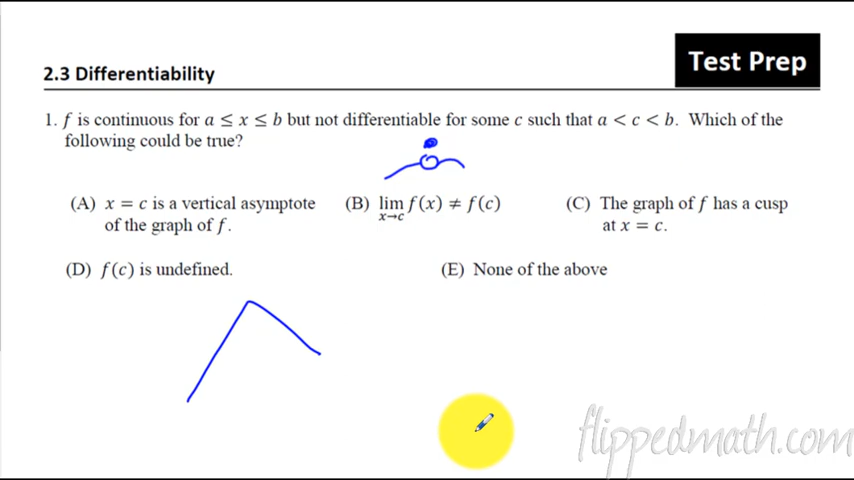 Test Prep
2.3 Differentiability
1. f is continuous for a ≤ x ≤ b but not differentiable for some c such that a < c < b. Which of the
following could be true?
(A) x = c is a vertical asymptote
of the graph of f.
(B) lim f(x) ≠ f(c)
x→c
(C) The graph of f has a cusp
at x = c.
(D) f(c) is undefined.
(E) None of the above
flippedmath.com